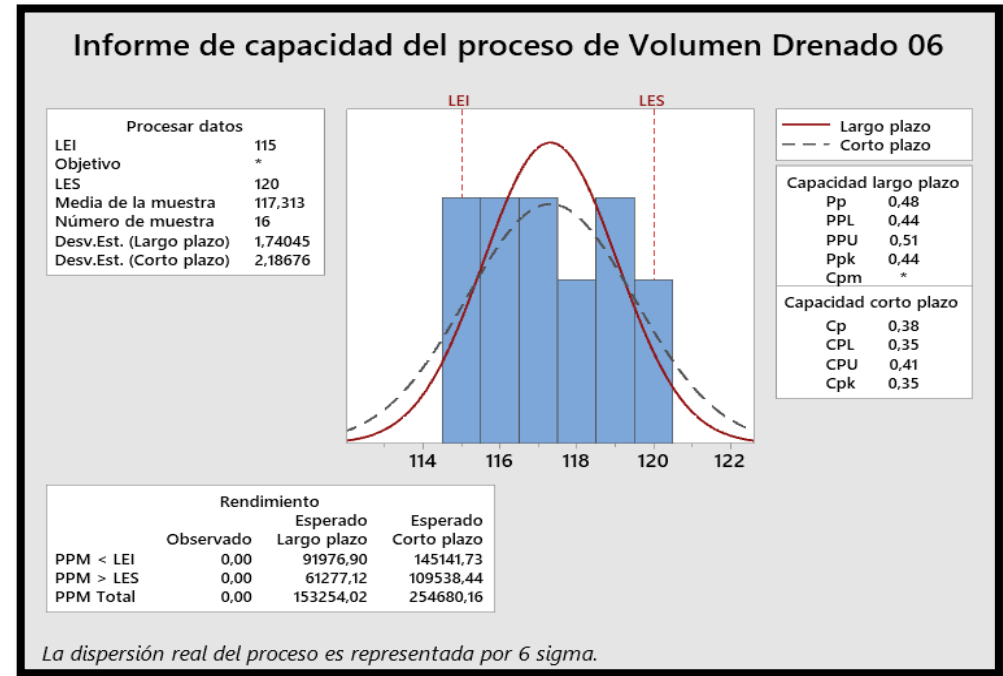 Informe de capacidad del proceso de Volumen Drenado 06
LEI LES
Procesar datos
LEI 115
Objetivo *
LES 120
Media de la muestra 117,313
Número de muestra 16
Desv.Est. (Largo plazo) 1,74045
Desv.Est. (Corto plazo) 2,18676
Largo plazo
Corto plazo
Capacidad largo plazo
Pp 0,48
PPL 0,44
PPU 0,51
Ppk 0,44
Cpm *
Capacidad corto plazo
Cp 0,38
CPL 0,35
CPU 0,41
Cpk 0,35
114 116 118 120 122
Rendimiento
Esperado Esperado
Observado Largo plazo Corto plazo
PPM < LEI 0,00 91976,90 145141,73
PPM > LES 0,00 61277,12 109538,44
PPM Total 0,00 153254,02 254680,16
La dispersión real del proceso es representada por 6 sigma.